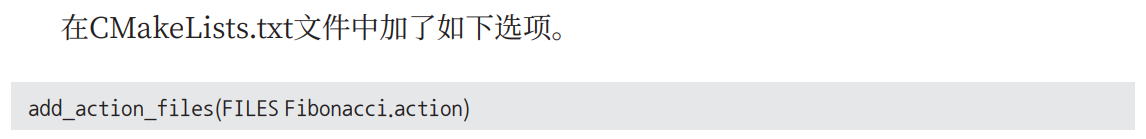 在CMakeLists.txt文件中加了如下选项。
add_action_files(FILES Fibonacci.action)